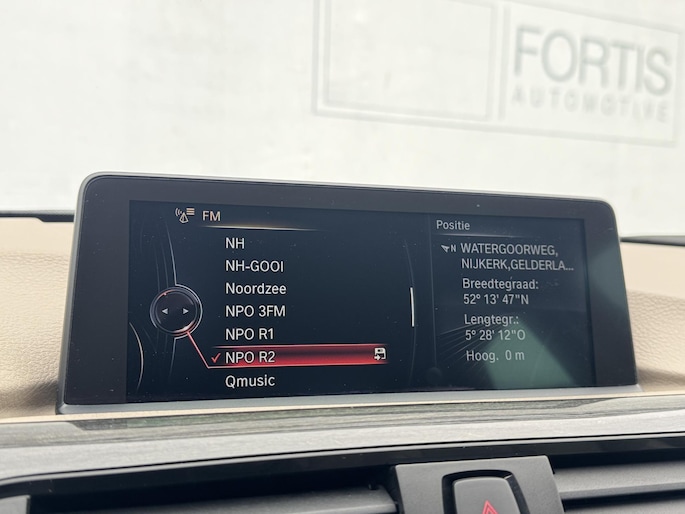 FORTIS
AUTOMOTIVE
FM
NH
NH-GOOI
Noordzee
NPO 3FM
NPO R1
NPO R2
Qmusic
Positie
N WATERGOORWEG,
NIJKERK,GELDERLA...
Breedtegraad:
52° 13' 47"N
Lengtegr.:
5° 28' 12"O
Hoog. 0 m